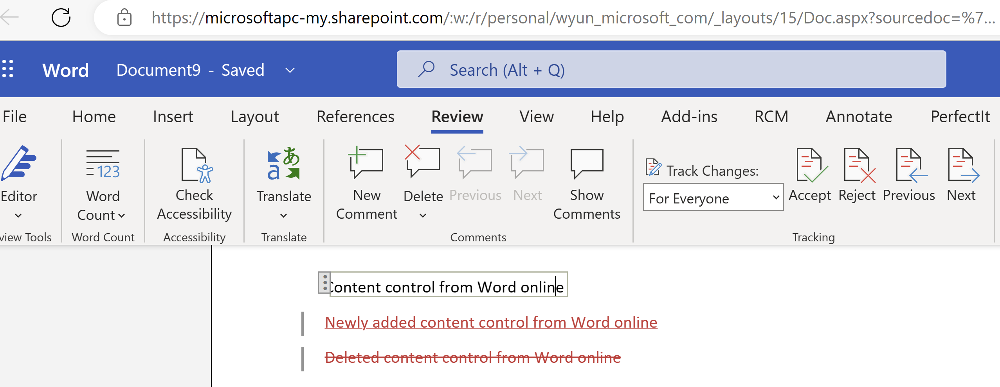 https://microsoftapc-my.sharepoint.com/:w:/r/personal/wyun_microsoft_com/_layouts/15/Doc.aspx?sourcedoc=%7...
Word Document9 - Saved Search (Alt + Q)
File Home Insert Layout References Review View Help Add-ins RCM Annotate PerfectIt
123 a あ
Track Changes:
Editor Word Count Check Accessibility Translate New Comment Delete Previous Next Show Comments For Everyone Accept Reject Previous Next
view Tools Word Count Accessibility Translate Comments Tracking
Content control from Word online
Newly added content control from Word online
Deleted content control from Word online